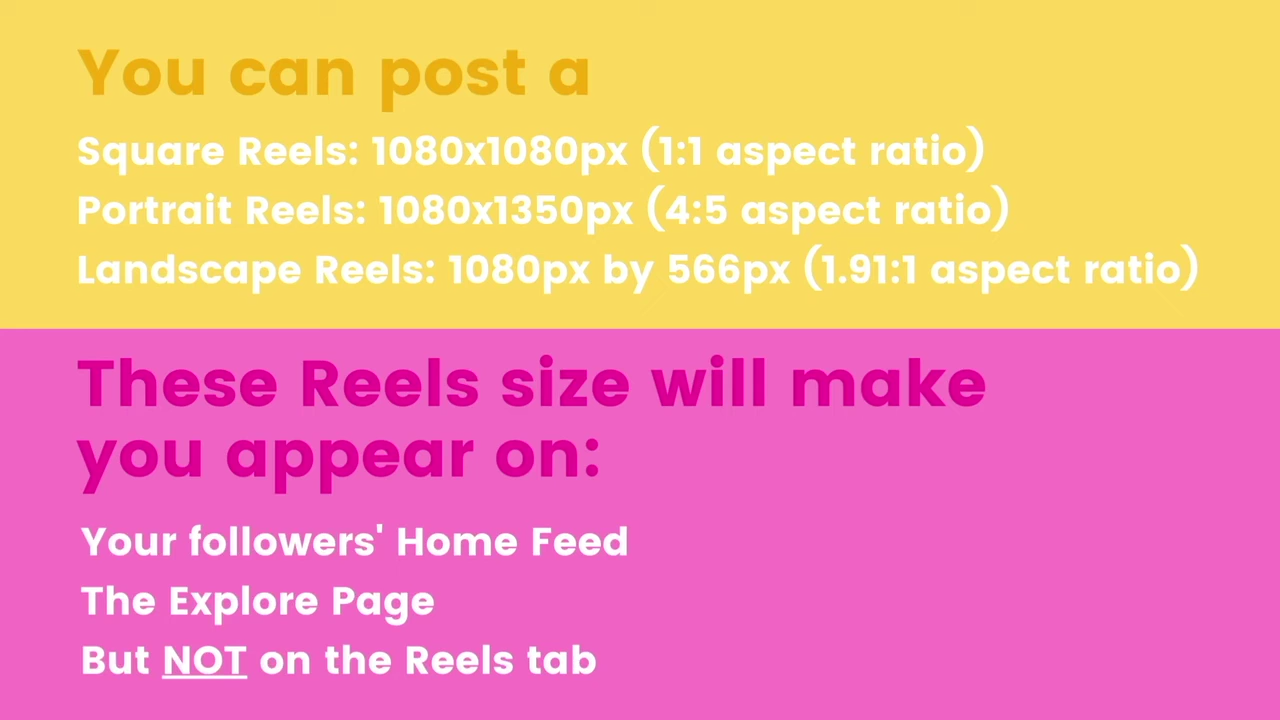 You can post a
Square Reels: 1080x1080px (1:1 aspect ratio)
Portrait Reels: 1080x1350px (4:5 aspect ratio)
Landscape Reels: 1080px by 566px (1.91:1 aspect ratio)
These Reels size will make
you appear on:
Your followers' Home Feed
The Explore Page
But NOT on the Reels tab